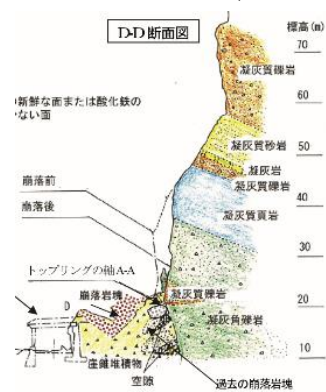 D-D 断面図
標高(m)
70
凝灰質礫岩
60
の新鮮な面または酸化鉄の
ない面
凝灰質砂岩
50
凝灰岩
凝灰質礫岩
崩落前
40
凝灰質頁岩
崩落後
30
トップリングの軸A-A
崩落岩塊
凝灰質礫岩
20
D
凝灰角礫岩
崖錐堆積物
10
空隙
過去の崩落岩塊